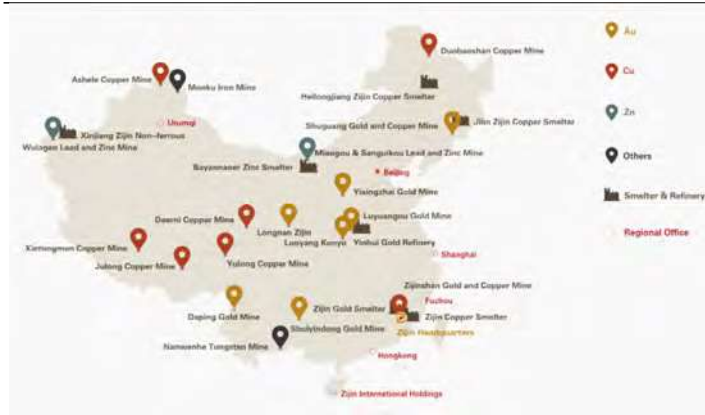 Duobaoshan Copper Mine
Au
Ashele Copper Mine
Monku Iron Mine
Cu
Heilongjiang Zijin Copper Smelter
Urumqi
Shuguang Gold and Copper Mine
Jilin Zijin Copper Smelter
Zn
Xinjiang Zijin Non-ferrous
Wulagen Lead and Zinc Mine
Miaogou & Sanguikou Lead and Zinc Mine
Bayannaoer Zinc Smelter
Others
Beijing
Yixingzhai Gold Mine
Smelter & Refinery
Deerni Copper Mine
Longnan Zijin
Luyuangou Gold Mine
Luoyang Kunyu
Yinhui Gold Refinery
Regional Office
Xietongmen Copper Mine
Julong Copper Mine
Yulong Copper Mine
Shanghai
Zijinshan Gold and Copper Mine
Fuzhou
Daping Gold Mine
Zijin Gold Smelter
Zijin Copper Smelter
Shuiyindong Gold Mine
Zijin Headquarters
Nanwenhe Tungsten Mine
Hongkong
Zijin International Holdings